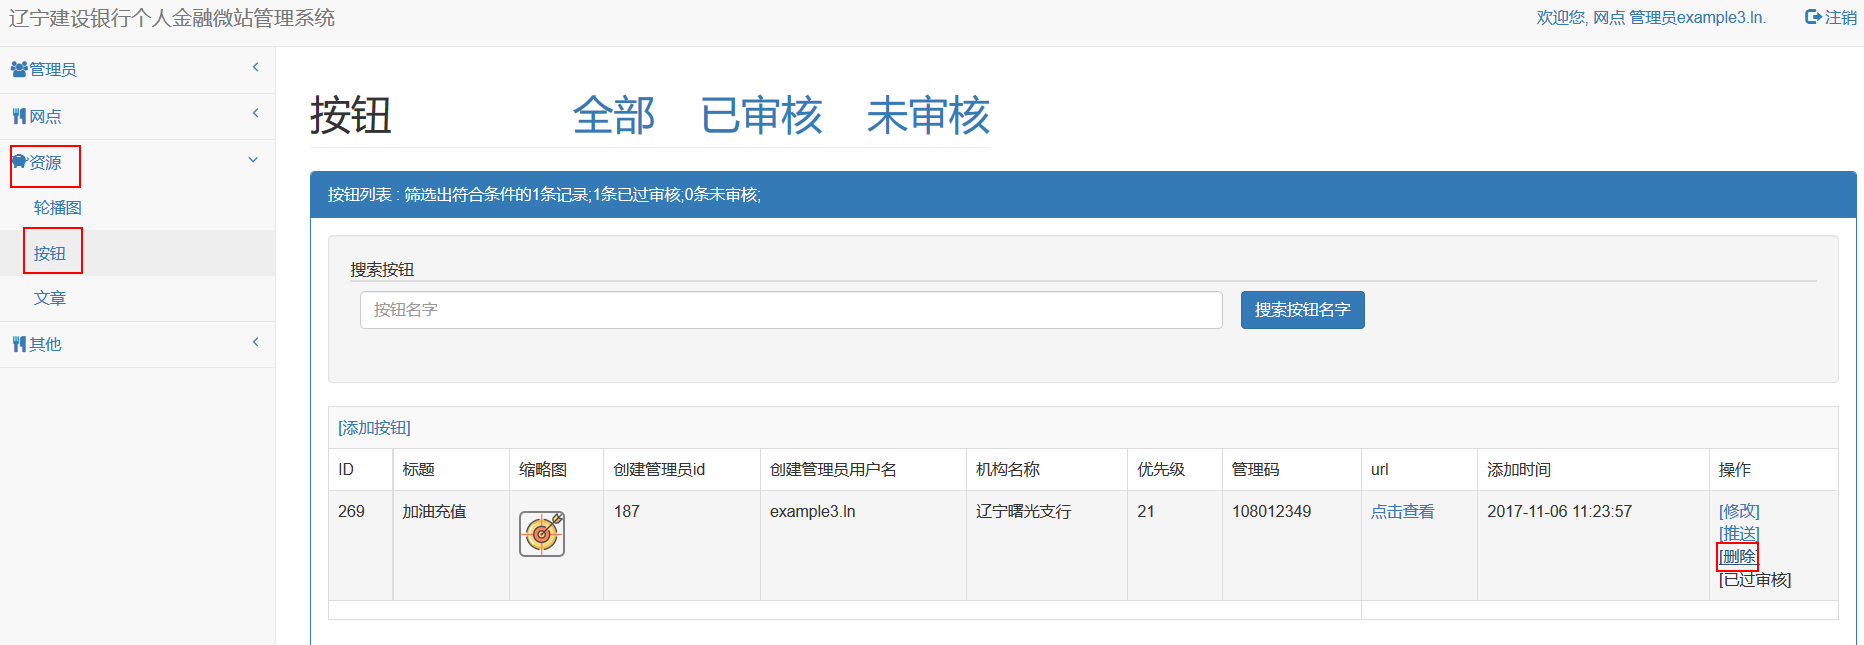 辽宁建设银行个人金融微站管理系统
欢迎您, 网点 管理员example3.ln.
注销
管理员
网点
资源
轮播图
按钮
文章
其他
按钮 全部 已审核 未审核
按钮列表 : 筛选出符合条件的1条记录;1条已过审核;0条未审核;
搜索按钮
按钮名字 搜索按钮名字
[添加按钮]
ID 标题 缩略图 创建管理员id 创建管理员用户名 机构名称 优先级 管理码 url 添加时间 操作
269 加油充值 187 example3.ln 辽宁曙光支行 21 108012349 点击查看 2017-11-06 11:23:57 [修改]
[推送]
[删除]
[已过审核]